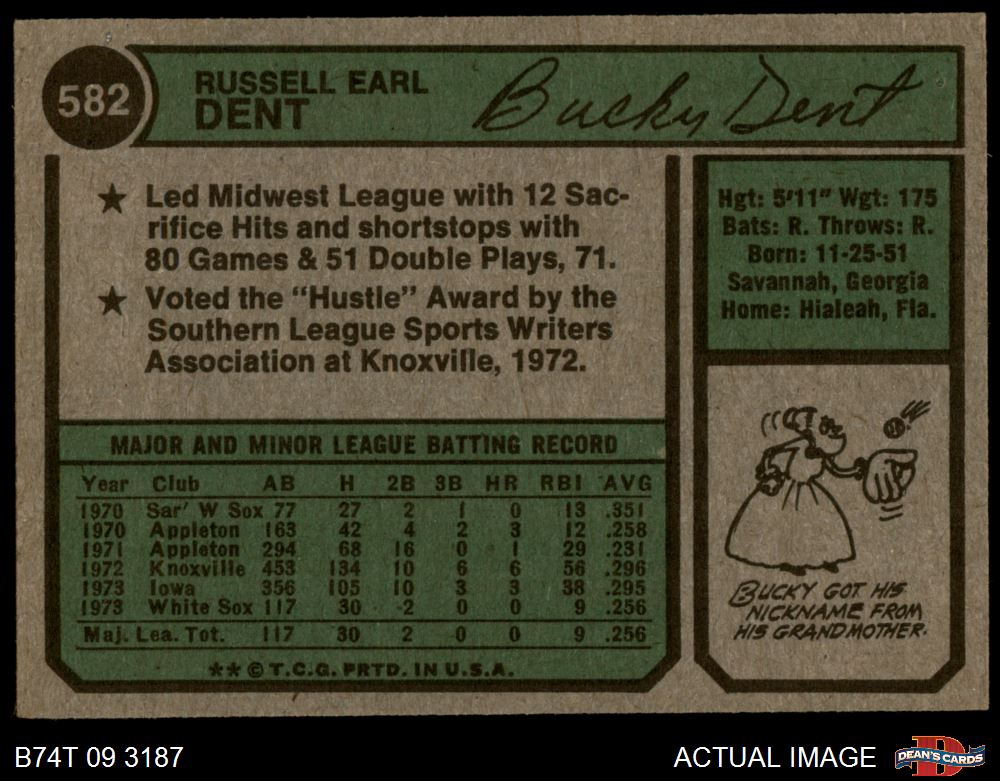 582
RUSSELL EARL
DENT
Bucky Dent
★ Led Midwest League with 12 Sac-
rifice Hits and shortstops with
80 Games & 51 Double Plays, 71.
★ Voted the "Hustle" Award by the
Southern League Sports Writers
Association at Knoxville, 1972.
Hgt: 5'11" Wgt: 175
Bats: R. Throws: R.
Born: 11-25-51
Savannah, Georgia
Home: Hialeah, Fla.
MAJOR AND MINOR LEAGUE BATTING RECORD
Year Club AB H 2B 3B HR RBI AVG
1970 Sar' W Sox 77 27 2 1 0 13 .351
1970 Appleton 163 42 4 2 3 12 .258
1971 Appleton 294 68 16 0 1 29 .231
1972 Knoxville 453 134 10 6 6 56 .296
1973 Iowa 356 105 10 3 3 38 .295
1973 White Sox 117 30 2 0 0 9 .256
Maj. Lea. Tot. 117 30 2 0 0 9 .256
** © T.C.G. PRTD. IN U.S.A.
BUCKY GOT HIS
NICKNAME FROM
HIS GRANDMOTHER.
B74T 09 3187
ACTUAL IMAGE
D
DEAN'S CARDS